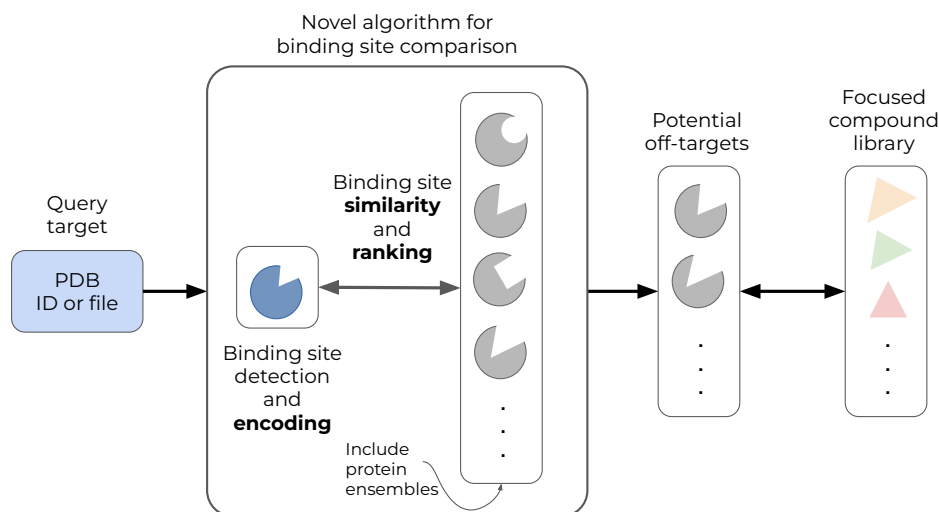 Novel algorithm for
binding site comparison
Query
target
PDB
ID or file
Binding site
similarity
and
ranking
Binding site
detection
and
encoding
Include
protein
ensembles
Potential
off-targets
Focused
compound
library